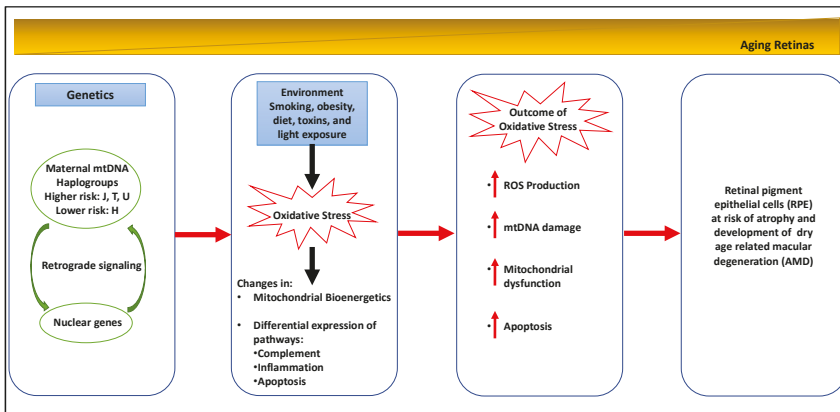 Aging Retinas
Genetics
Maternal mtDNA
Haplogroups
Higher risk: J, T, U
Lower risk: H
Retrograde signaling
Nuclear genes
Environment
Smoking, obesity,
diet, toxins, and
light exposure
Oxidative Stress
Changes in:
• Mitochondrial Bioenergetics
• Differential expression of
pathways:
•Complement
•Inflammation
•Apoptosis
Outcome of
Oxidative Stress
• ROS Production
• mtDNA damage
• Mitochondrial
dysfunction
• Apoptosis
Retinal pigment
epithelial cells (RPE)
at risk of atrophy and
development of dry
age related macular
degeneration (AMD)